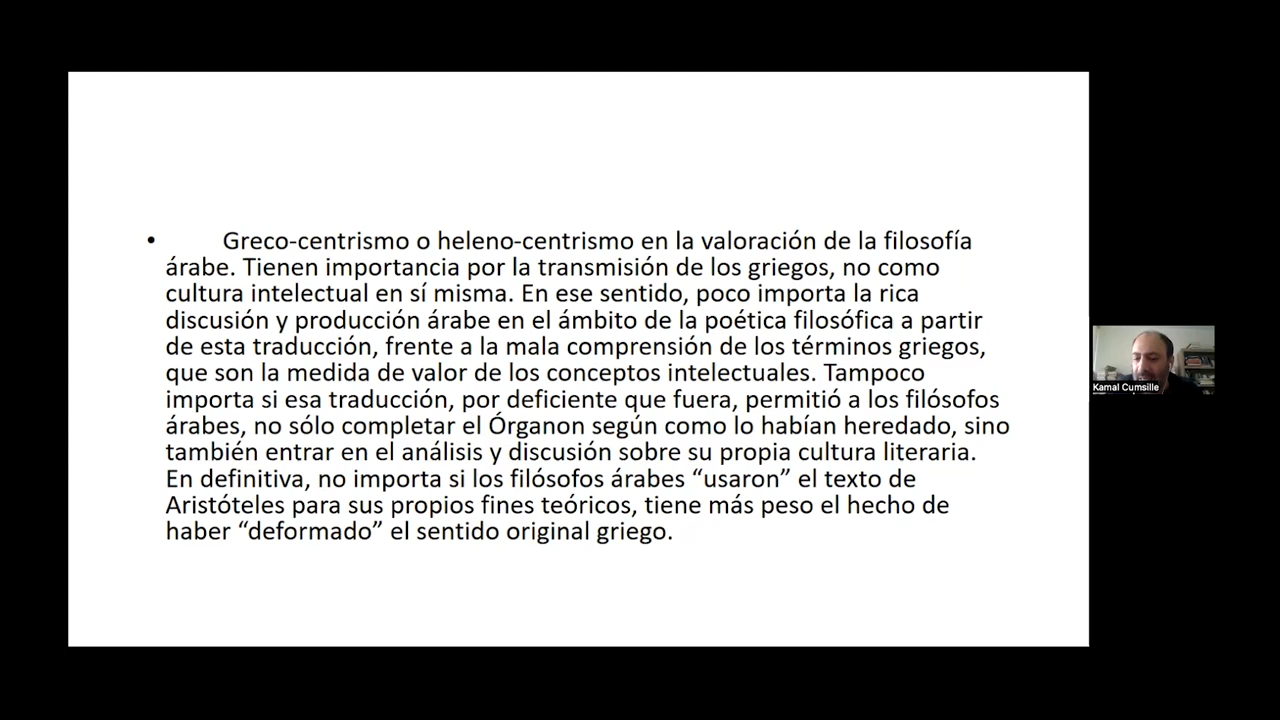 • Greco-centrismo o heleno-centrismo en la valoración de la filosofía
árabe. Tienen importancia por la transmisión de los griegos, no como
cultura intelectual en sí misma. En ese sentido, poco importa la rica
discusión y producción árabe en el ámbito de la poética filosófica a partir
de esta traducción, frente a la mala comprensión de los términos griegos,
que son la medida de valor de los conceptos intelectuales. Tampoco
importa si esa traducción, por deficiente que fuera, permitió a los filósofos
árabes, no sólo completar el Órganon según como lo habían heredado, sino
también entrar en el análisis y discusión sobre su propia cultura literaria.
En definitiva, no importa si los filósofos árabes “usaron” el texto de
Aristóteles para sus propios fines teóricos, tiene más peso el hecho de
haber “deformado” el sentido original griego.
Kamal Cumsille